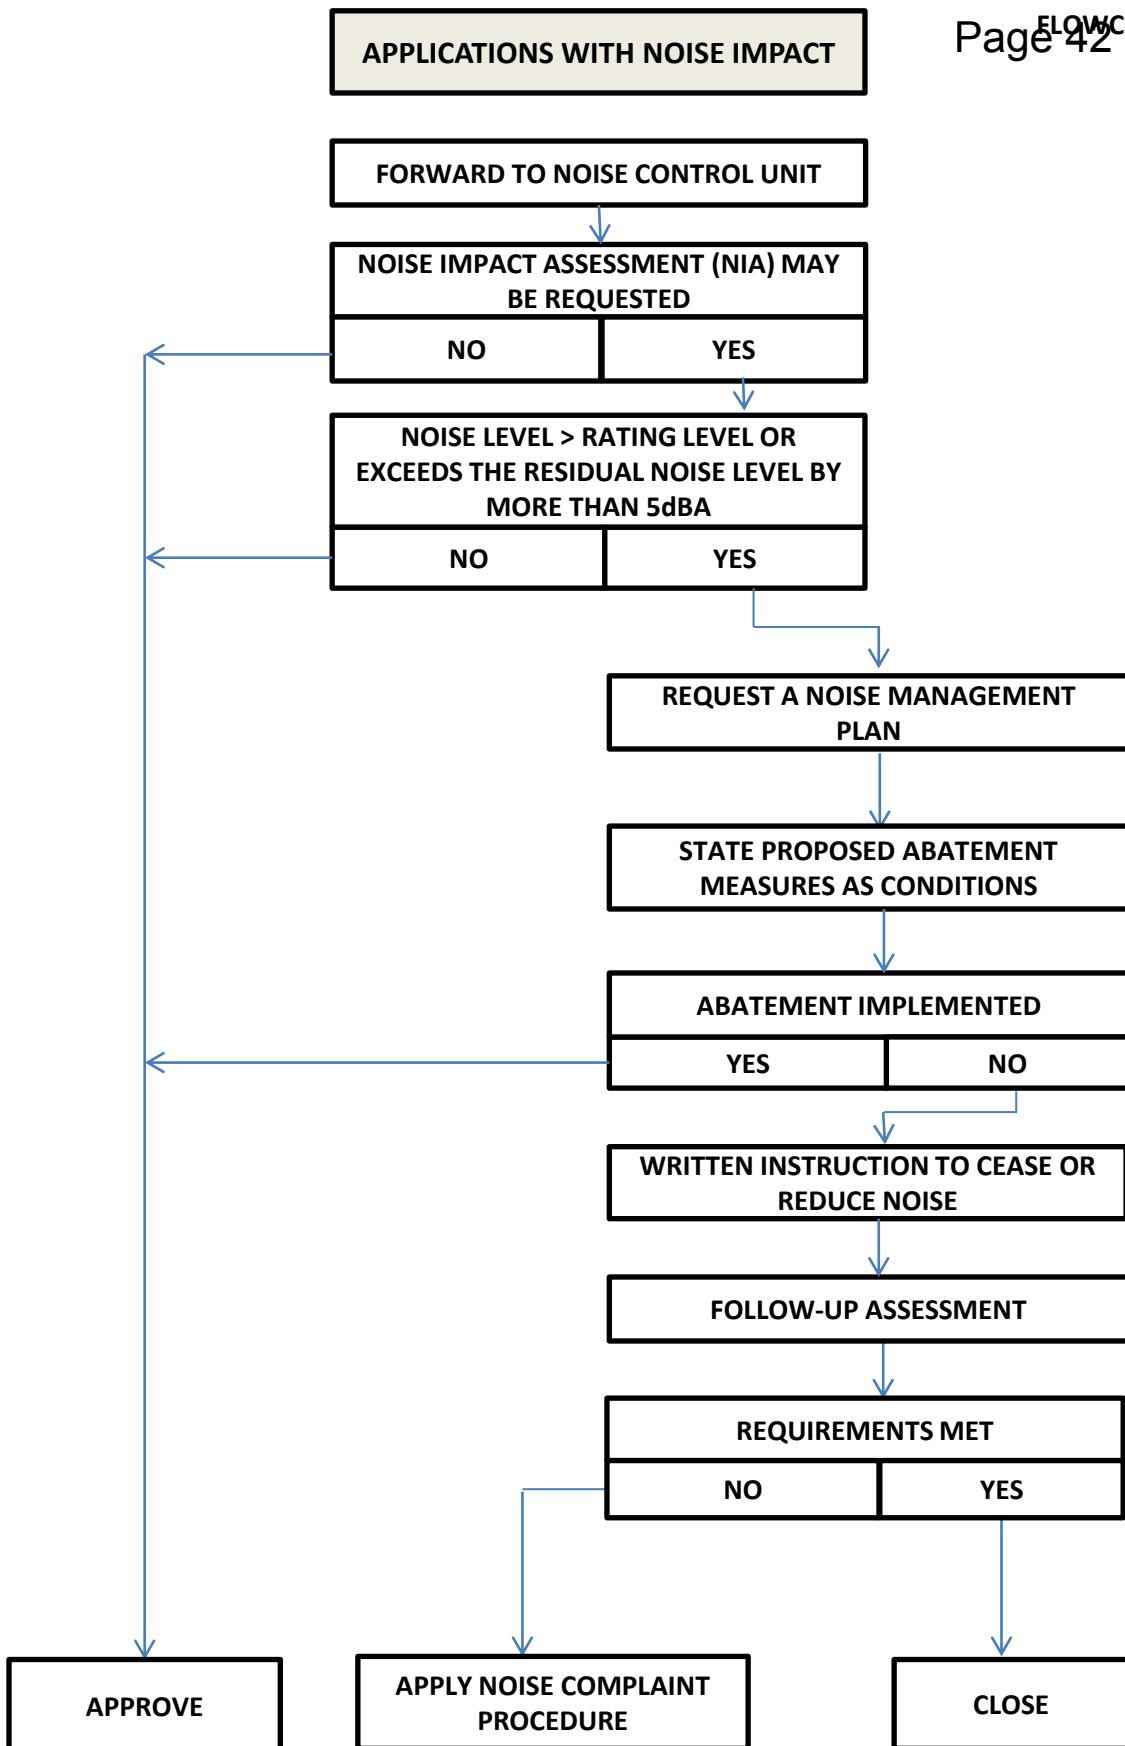 Page 42
FLOWC
APPLICATIONS WITH NOISE IMPACT
FORWARD TO NOISE CONTROL UNIT
NOISE IMPACT ASSESSMENT (NIA) MAY
BE REQUESTED
NO YES
NOISE LEVEL > RATING LEVEL OR
EXCEEDS THE RESIDUAL NOISE LEVEL BY
MORE THAN 5dBA
NO YES
REQUEST A NOISE MANAGEMENT
PLAN
STATE PROPOSED ABATEMENT
MEASURES AS CONDITIONS
ABATEMENT IMPLEMENTED
YES NO
WRITTEN INSTRUCTION TO CEASE OR
REDUCE NOISE
FOLLOW-UP ASSESSMENT
REQUIREMENTS MET
NO YES
APPROVE
APPLY NOISE COMPLAINT
PROCEDURE
CLOSE